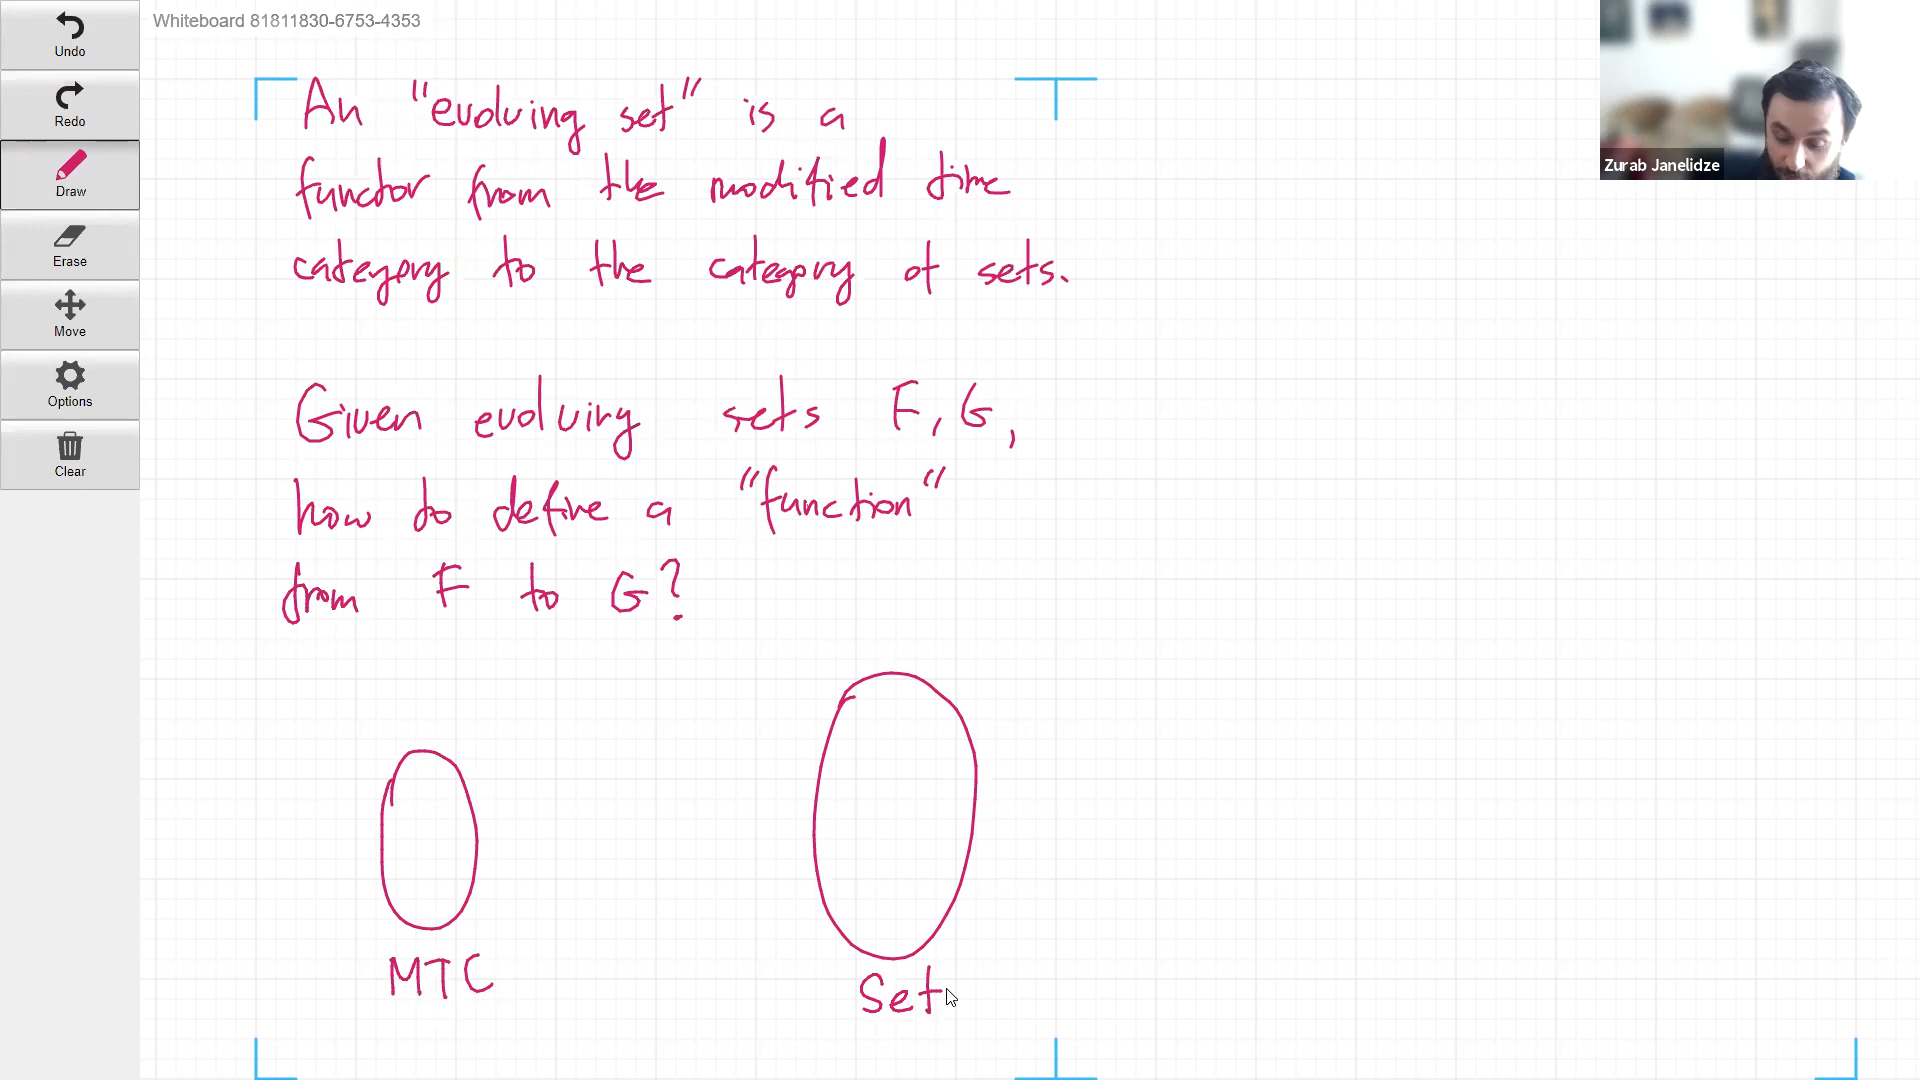 Whiteboard 81811830-6753-4353
Undo
Redo
Draw
Erase
Move
Options
Clear
An "evolving set" is a
functor from the modified time
category to the category of sets.
Given evolving sets F, G,
how to define a "function"
from F to G?
MTC
Set
Zurab Janelidze